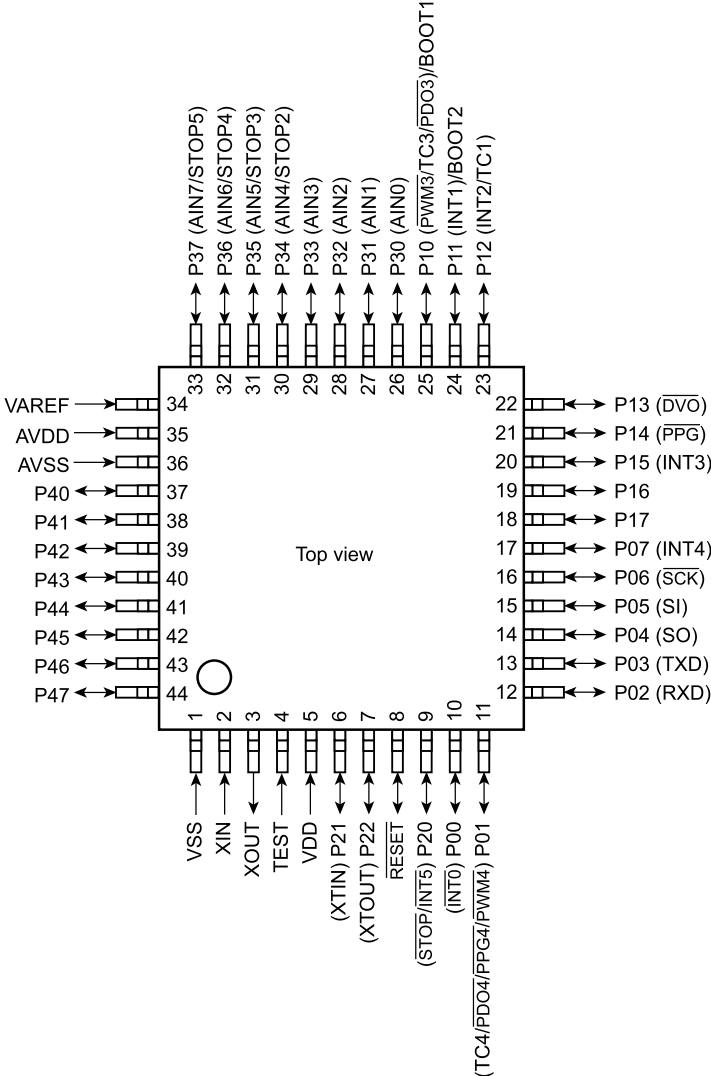 P37 (AIN7/STOP5)
P36 (AIN6/STOP4)
P35 (AIN5/STOP3)
P34 (AIN4/STOP2)
P33 (AIN3)
P32 (AIN2)
P31 (AIN1)
P30 (AIN0)
P10 (PWM3/TC3/PDO3)/BOOT1
P11 (INT1)/BOOT2
P12 (INT2/TC1)
33
32
31
30
29
28
27
26
25
24
23
VAREF
34
AVDD
35
AVSS
36
P40
37
P41
38
P42
39
P43
40
P44
41
P45
42
P46
43
P47
44
Top view
22
P13 (DVO)
21
P14 (PPG)
20
P15 (INT3)
19
P16
18
P17
17
P07 (INT4)
16
P06 (SCK)
15
P05 (SI)
14
P04 (SO)
13
P03 (TXD)
12
P02 (RXD)
1
2
3
4
5
6
7
8
9
10
11
VSS
XIN
XOUT
TEST
VDD
(XTIN) P21
(XTOUT) P22
RESET
(STOP/INT5) P20
(INT0) P00
(TC4/PDO4/PPG4/PWM4) P01